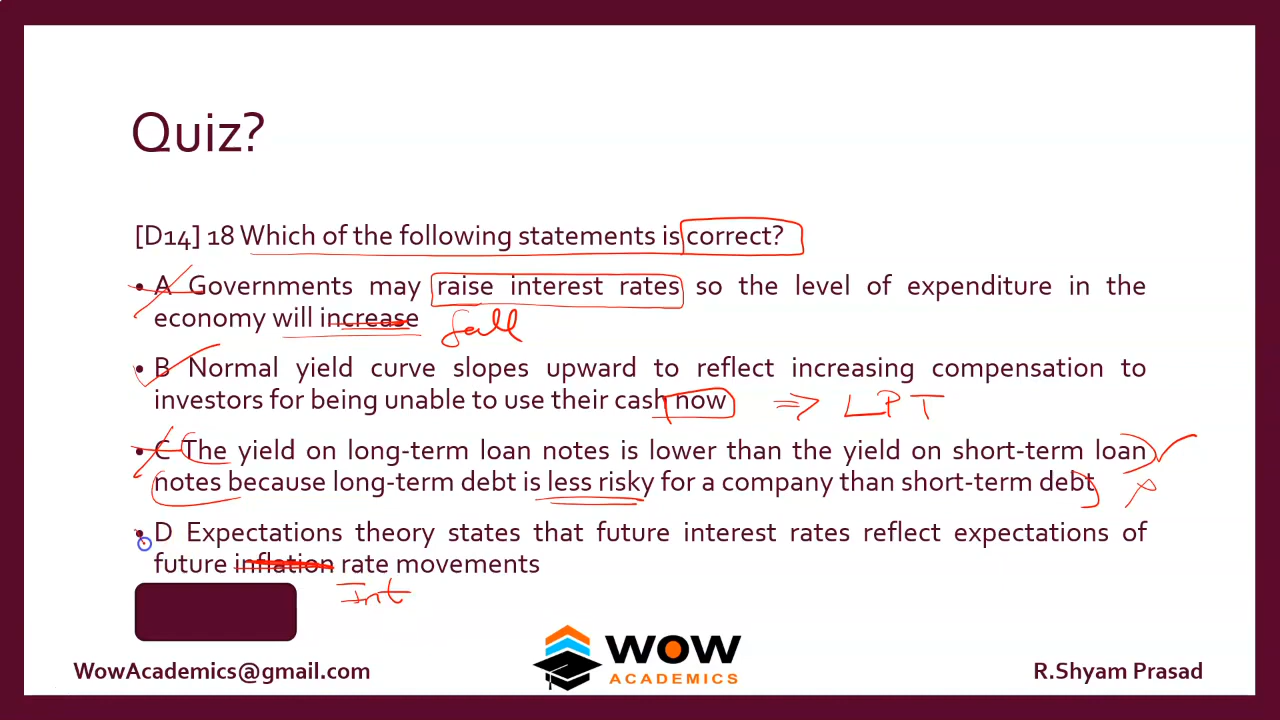 Quiz?
[D14] 18 Which of the following statements is correct?
• A Governments may raise interest rates so the level of expenditure in the
economy will increase fall
• B Normal yield curve slopes upward to reflect increasing compensation to
investors for being unable to use their cash now ⇒ LPT
• C The yield on long-term loan notes is lower than the yield on short-term loan
notes because long-term debt is less risky for a company than short-term debt
• D Expectations theory states that future interest rates reflect expectations of
future inflation rate movements
Int
WOW
ACADEMICS
WowAcademics@gmail.com
R.Shyam Prasad